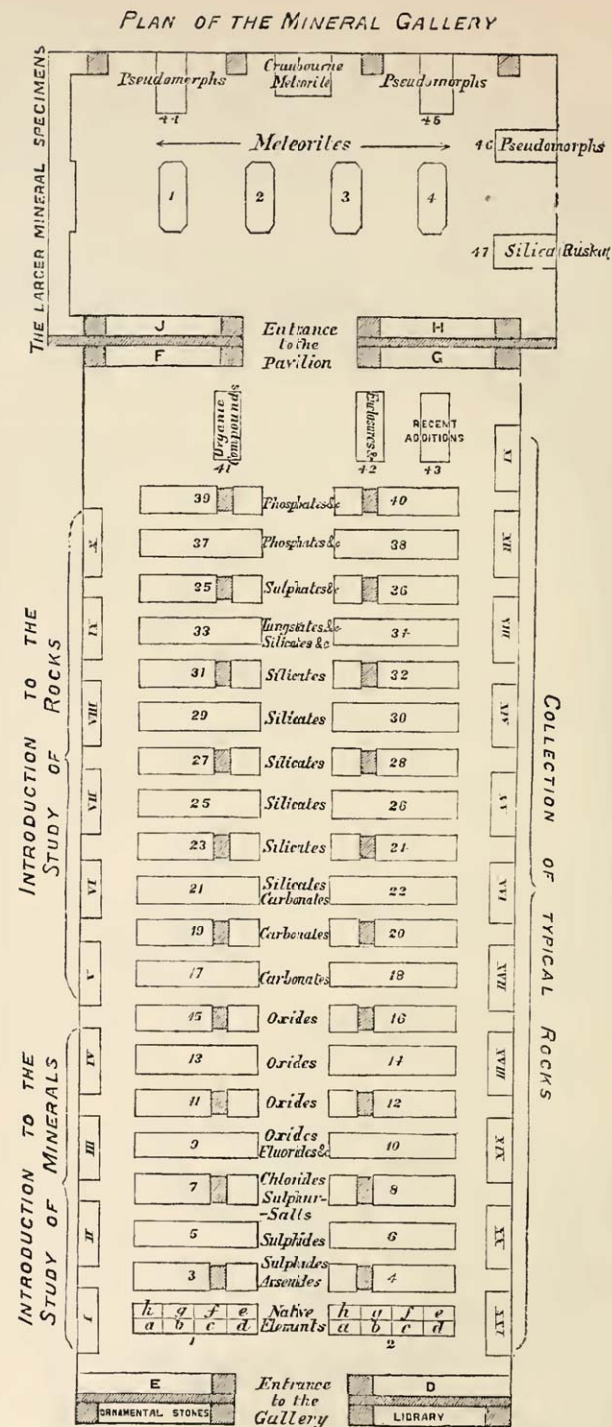 PLAN OF THE MINERAL GALLERY
THE LARGER MINERAL SPECIMENS
Pseudomorphs
Cranbourne
Meteorite
Pseudomorphs
44
45
Meteorites
46 Pseudomorphs
1 2 3 4
47 Silica Ruskin
J
Entrance
to the
Pavilion
H
F
G
Organic
Compounds
41
Enclosures &c
42
RECENT
ADDITIONS
43
39 Phosphates &c 40
37 Phosphates &c 38
35 Sulphates &c 36
33 Tungstates &c
Silicates &c 34
31 Silicates 32
29 Silicates 30
27 Silicates 28
25 Silicates 26
23 Silicates 24
21 Silicates
Carbonates 22
19 Carbonates 20
17 Carbonates 18
15 Oxides 16
13 Oxides 14
11 Oxides 12
9 Oxides
Fluorides &c 10
7 Chlorides
Sulphur-
-Salts 8
5 Sulphides 6
3 Sulphides
Arsenides 4
h g f e Native h g f e
a b c d Elements a b c d
1 2
INTRODUCTION TO THE
STUDY OF ROCKS
X
IX
VIII
VII
VI
V
INTRODUCTION TO THE
STUDY OF MINERALS
IV
III
II
I
COLLECTION OF TYPICAL ROCKS
XI
XII
XIII
XIV
XV
XVI
XVII
XVIII
XIX
XX
XXI
E
Entrance
to the
Gallery
D
ORNAMENTAL STONES
LIBRARY